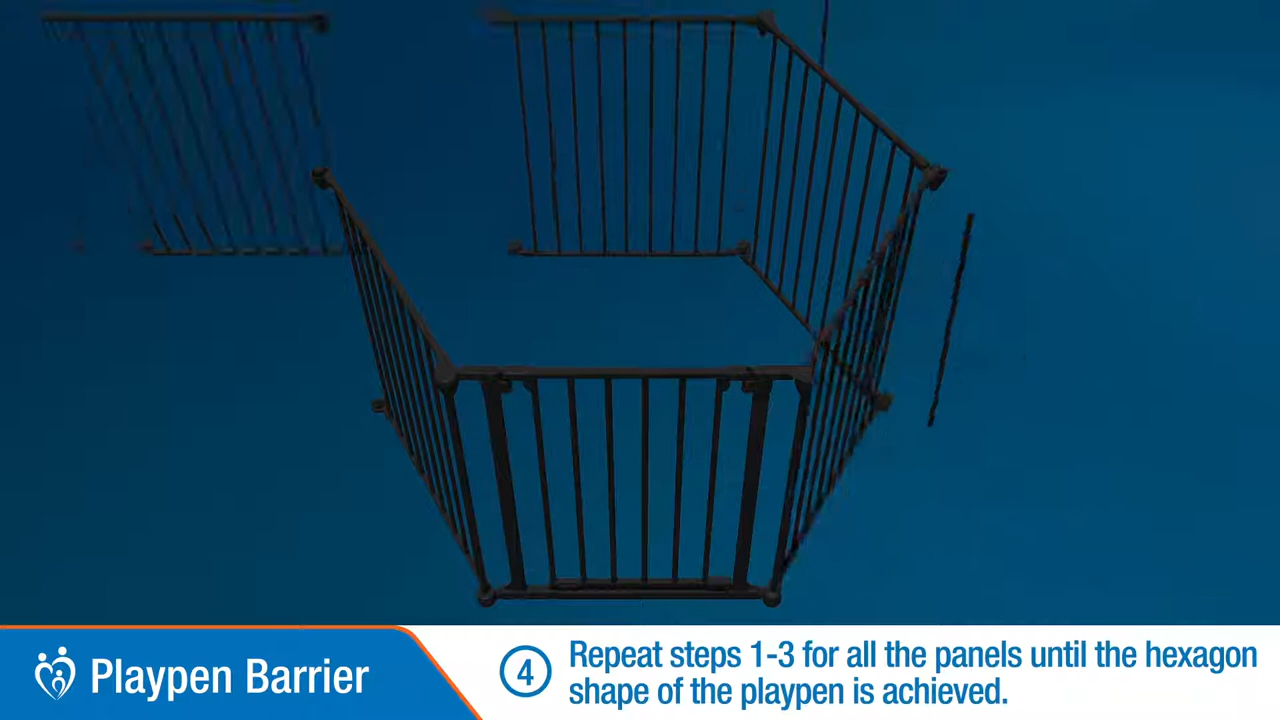 Playpen Barrier
4
Repeat steps 1-3 for all the panels until the hexagon
shape of the playpen is achieved.